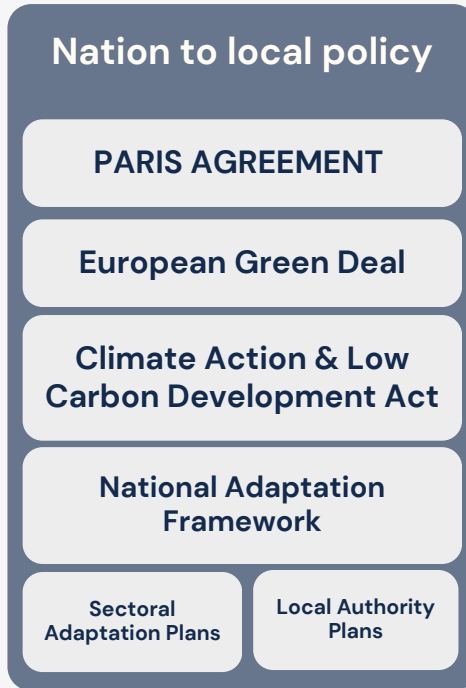 Nation to local policy
PARIS AGREEMENT
European Green Deal
Climate Action & Low
Carbon Development Act
National Adaptation
Framework
Sectoral
Adaptation Plans
Local Authority
Plans